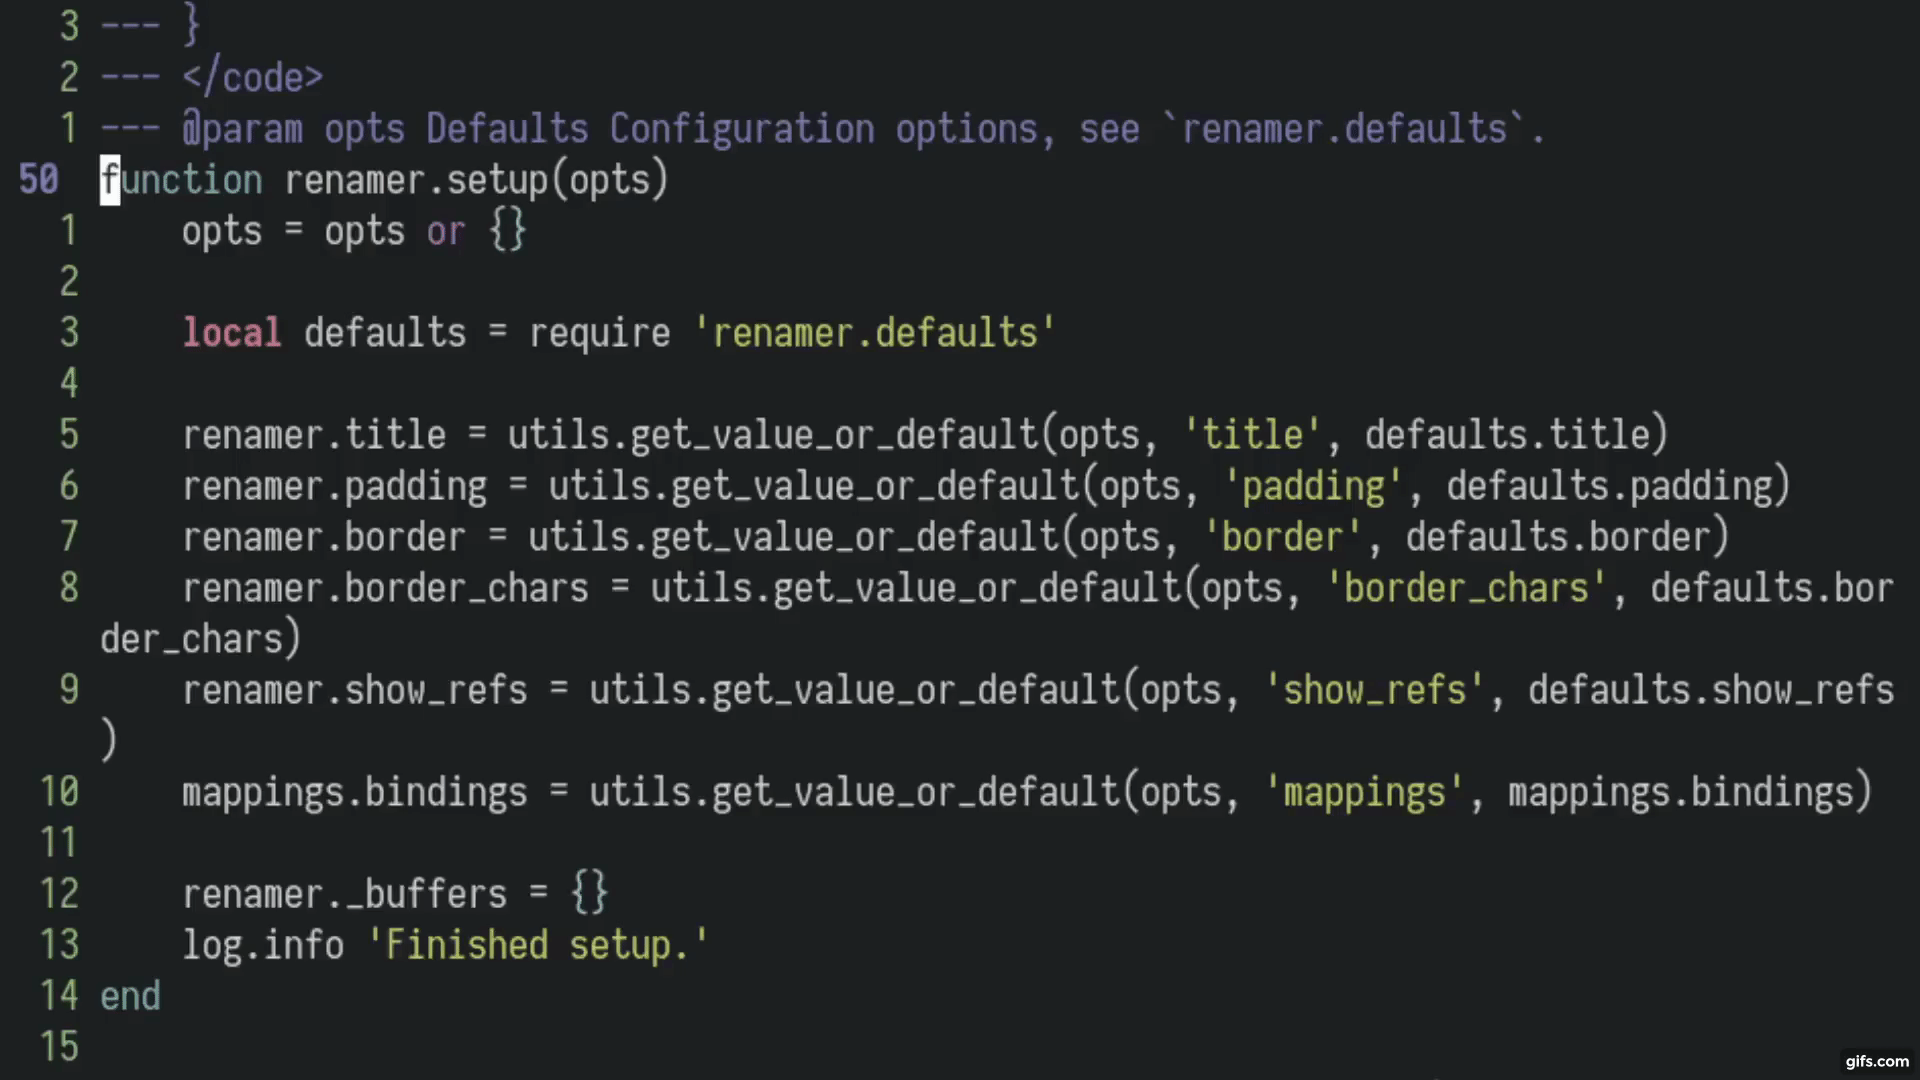 3 --- }
2 --- </code>
1 --- @param opts Defaults Configuration options, see `renamer.defaults`.
50 function renamer.setup(opts)
1     opts = opts or {}
2
3     local defaults = require 'renamer.defaults'
4
5     renamer.title = utils.get_value_or_default(opts, 'title', defaults.title)
6     renamer.padding = utils.get_value_or_default(opts, 'padding', defaults.padding)
7     renamer.border = utils.get_value_or_default(opts, 'border', defaults.border)
8     renamer.border_chars = utils.get_value_or_default(opts, 'border_chars', defaults.bor
der_chars)
9     renamer.show_refs = utils.get_value_or_default(opts, 'show_refs', defaults.show_refs
)
10     mappings.bindings = utils.get_value_or_default(opts, 'mappings', mappings.bindings)
11
12     renamer._buffers = {}
13     log.info 'Finished setup.'
14 end
15
gifs.com